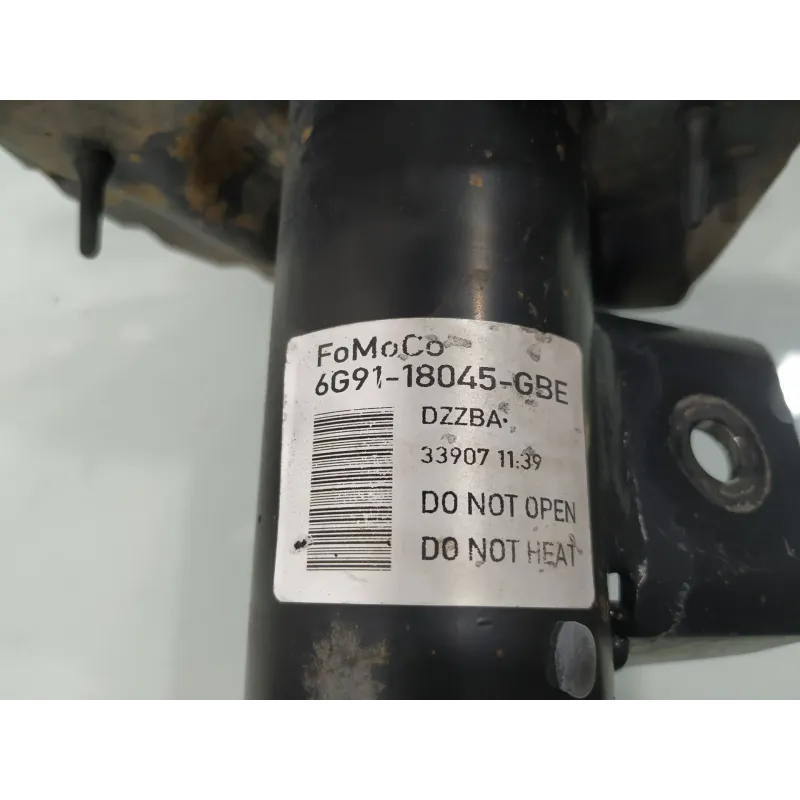 FoMoCo
6G91-18045-GBE
DZZBA·
33907 11:39
DO NOT OPEN
DO NOT HEAT